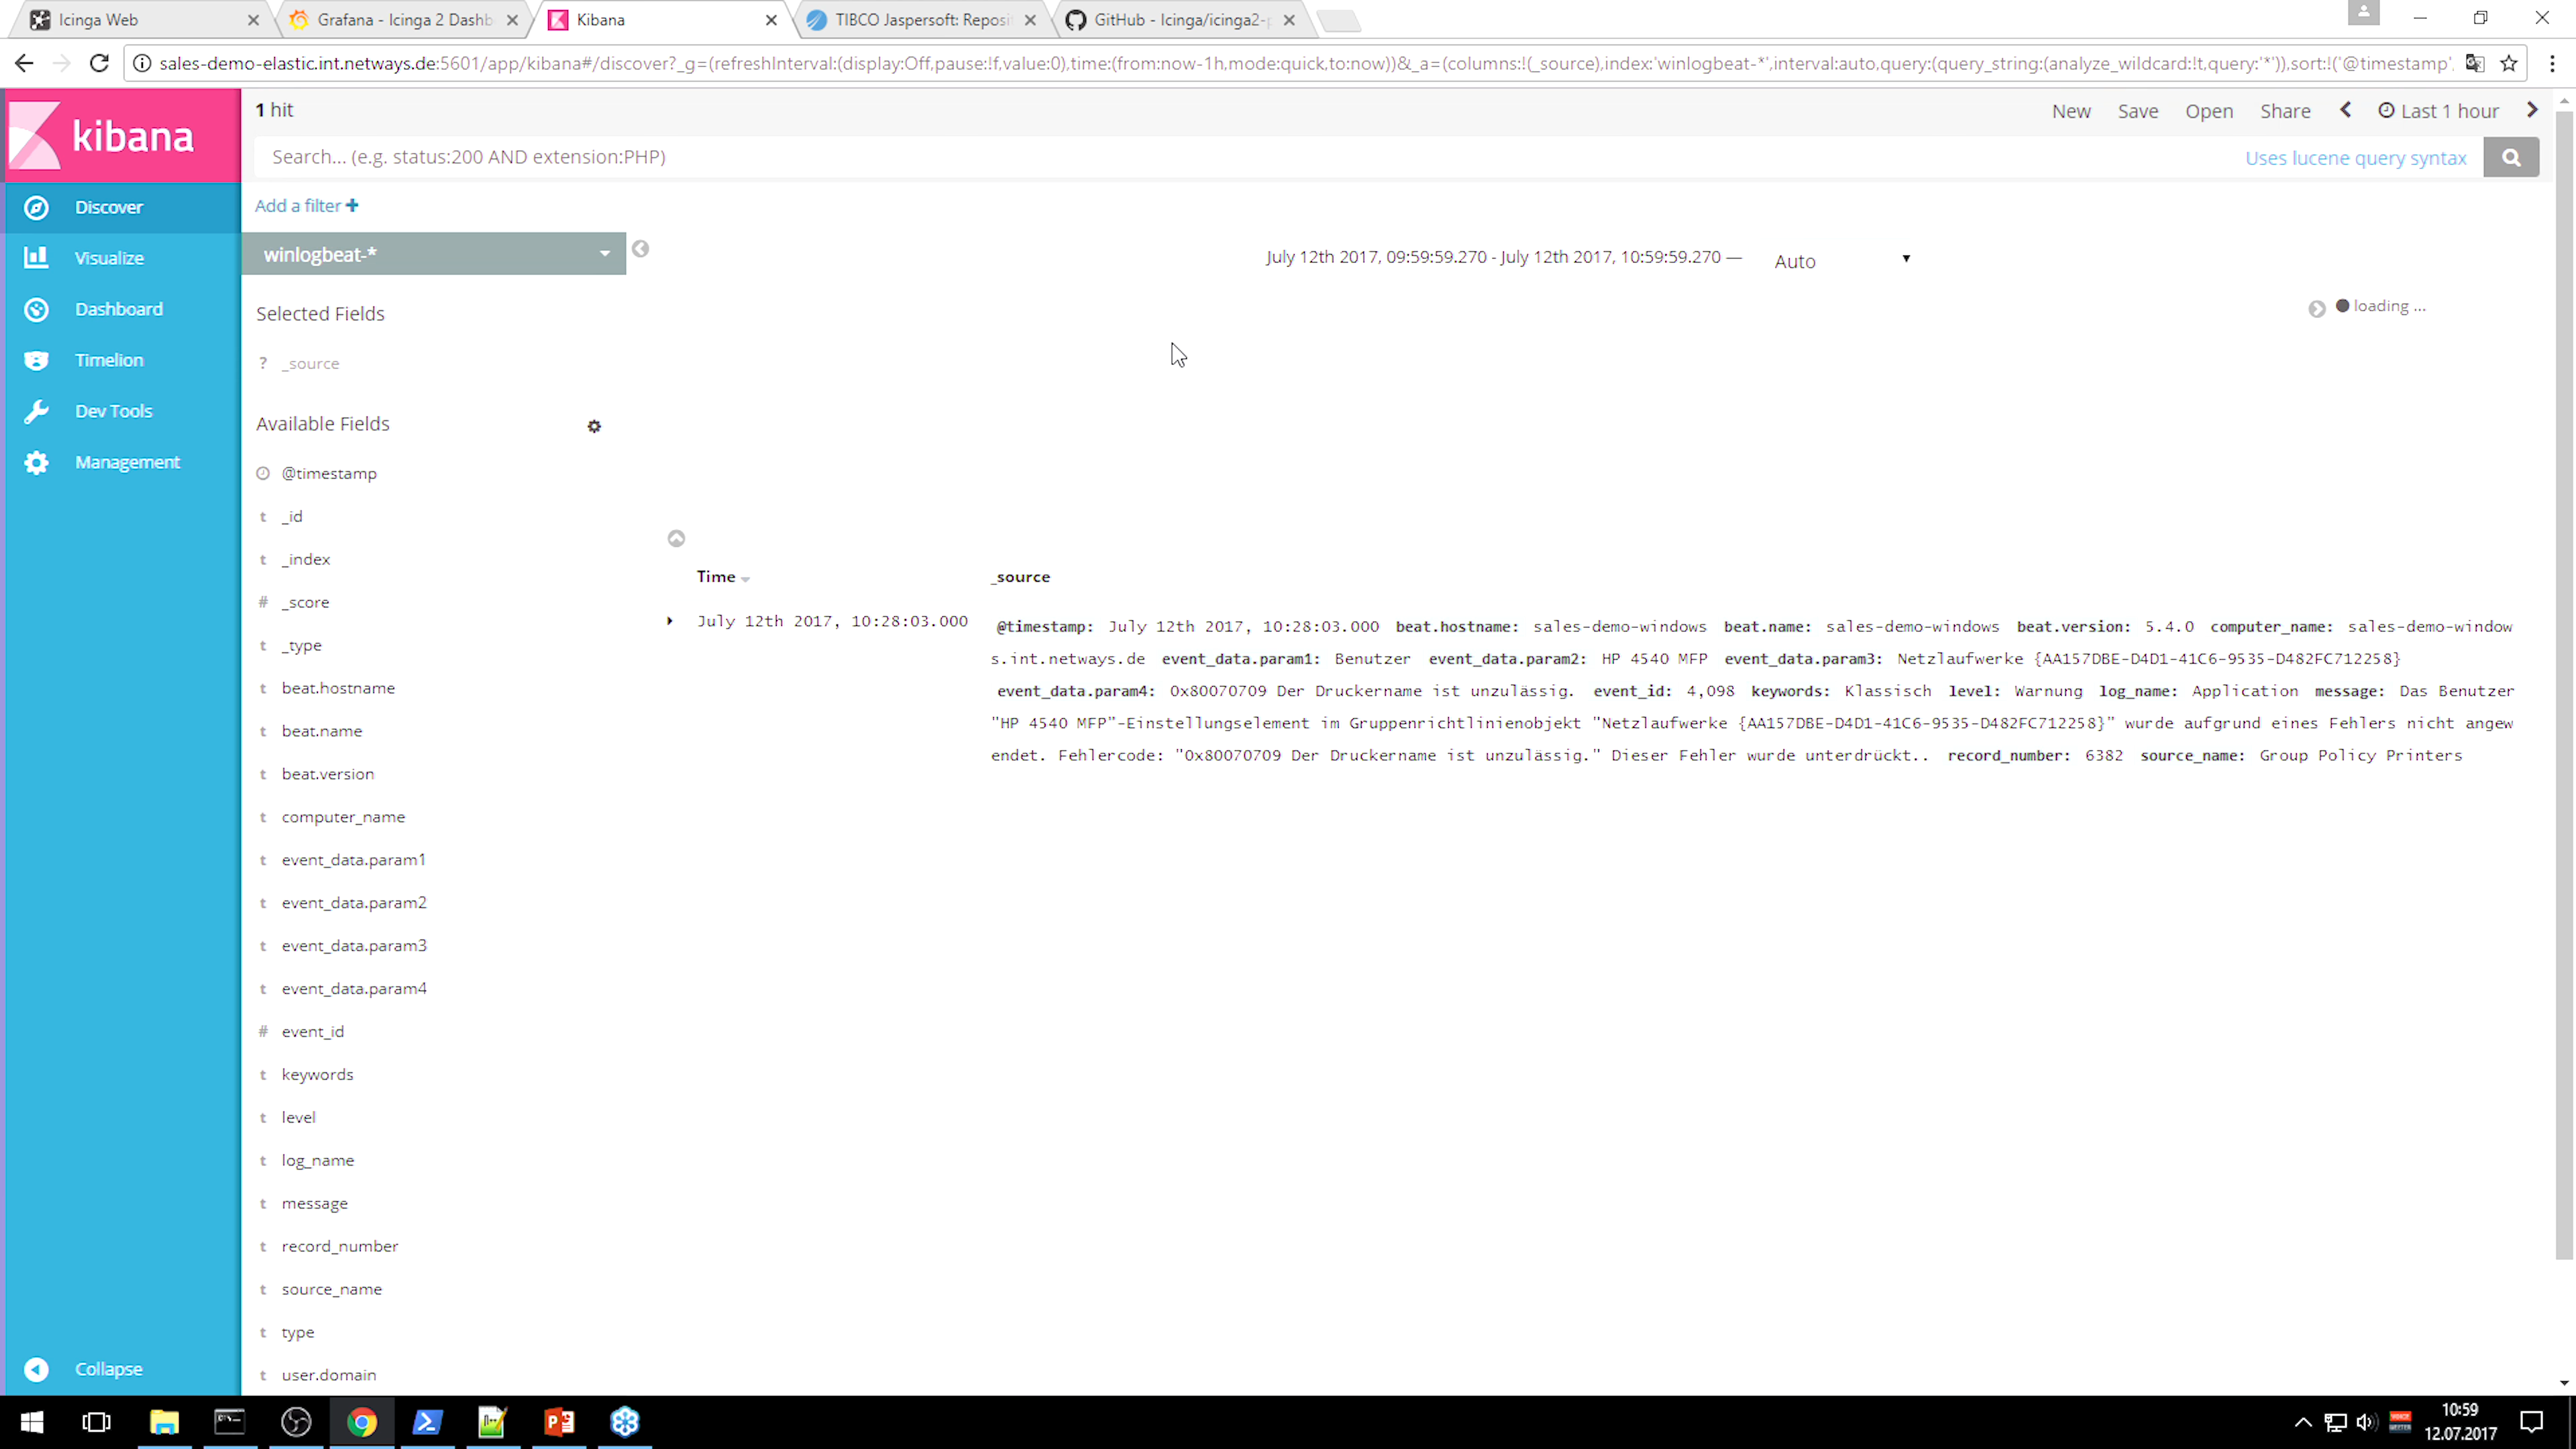 Icinga Web
Grafana - Icinga 2 Dashb
Kibana
TIBCO Jaspersoft: Reposi
GitHub - Icinga/icinga2-p
sales-demo-elastic.int.netways.de:5601/app/kibana#/discover?_g=(refreshInterval:(display:Off,pause:!f,value:0),time:(from:now-1h,mode:quick,to:now))&_a=(columns:!(_source),index:'winlogbeat-*',interval:auto,query:(query_string:(analyze_wildcard:!t,query:'*')),sort:!('@timestamp',
kibana
1 hit
New Save Open Share Last 1 hour
Search... (e.g. status:200 AND extension:PHP)
Uses lucene query syntax
Discover
Visualize
Dashboard
Timelion
Dev Tools
Management
Collapse
Add a filter +
winlogbeat-*
July 12th 2017, 09:59:59.270 - July 12th 2017, 10:59:59.270 —
Auto
loading ...
Selected Fields
? _source
Available Fields
@timestamp
t _id
t _index
# _score
t _type
t beat.hostname
t beat.name
t beat.version
t computer_name
t event_data.param1
t event_data.param2
t event_data.param3
t event_data.param4
# event_id
t keywords
t level
t log_name
t message
t record_number
t source_name
t type
t user.domain
Time _source
July 12th 2017, 10:28:03.000
@timestamp: July 12th 2017, 10:28:03.000 beat.hostname: sales-demo-windows beat.name: sales-demo-windows beat.version: 5.4.0 computer_name: sales-demo-window
s.int.netways.de event_data.param1: Benutzer event_data.param2: HP 4540 MFP event_data.param3: Netzlaufwerke {AA157DBE-D4D1-41C6-9535-D482FC712258}
event_data.param4: 0x80070709 Der Druckername ist unzulässig. event_id: 4,098 keywords: Klassisch level: Warnung log_name: Application message: Das Benutzer
"HP 4540 MFP"-Einstellungselement im Gruppenrichtlinienobjekt "Netzlaufwerke {AA157DBE-D4D1-41C6-9535-D482FC712258}" wurde aufgrund eines Fehlers nicht angew
endet. Fehlercode: "0x80070709 Der Druckername ist unzulässig." Dieser Fehler wurde unterdrückt.. record_number: 6382 source_name: Group Policy Printers
10:59
12.07.2017